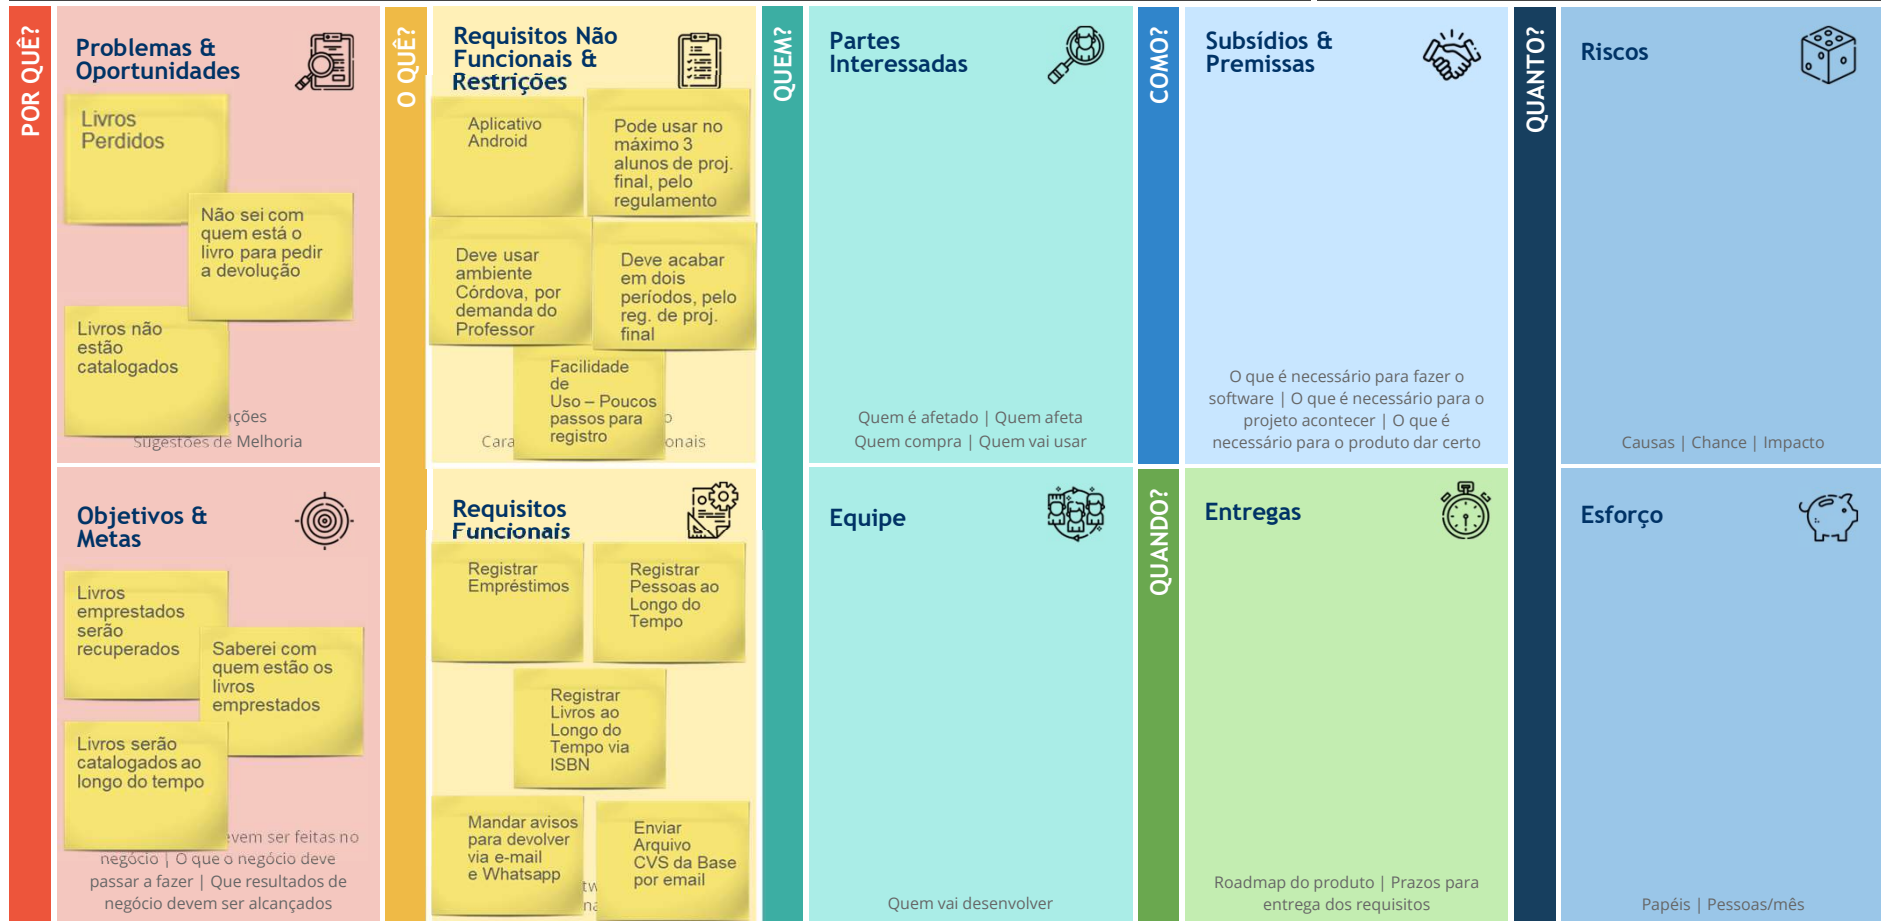 POR QUÊ?
Problemas &
Oportunidades
Livros
Perdidos
Não sei com
quem está o
livro para pedir
a devolução
Livros não
estão
catalogados
ções
Sugestões de Melhoria
Objetivos &
Metas
Livros
emprestados
serão
recuperados
Saberei com
quem estão os
livros
emprestados
Livros serão
catalogados ao
longo do tempo
evem ser feitas no
negócio | O que o negócio deve
passar a fazer | Que resultados de
negócio devem ser alcançados
O QUÊ?
Requisitos Não
Funcionais &
Restrições
Aplicativo
Android
Pode usar no
máximo 3
alunos de proj.
final, pelo
regulamento
Deve usar
ambiente
Córdova, por
demanda do
Professor
Deve acabar
em dois
períodos, pelo
reg. de proj.
final
Facilidade
de
Uso – Poucos
passos para
registro
o
Cara
onais
Requisitos
Funcionais
Registrar
Empréstimos
Registrar
Pessoas ao
Longo do
Tempo
Registrar
Livros ao
Longo do
Tempo via
ISBN
Mandar avisos
para devolver
via e-mail
e Whatsapp
Enviar
Arquivo
CVS da Base
por email
tw
na
QUEM?
Partes
Interessadas
Quem é afetado | Quem afeta
Quem compra | Quem vai usar
Equipe
Quem vai desenvolver
COMO?
Subsídios &
Premissas
O que é necessário para fazer o
software | O que é necessário para o
projeto acontecer | O que é
necessário para o produto dar certo
QUANDO?
Entregas
Roadmap do produto | Prazos para
entrega dos requisitos
QUANTO?
Riscos
Causas | Chance | Impacto
Esforço
Papéis | Pessoas/mês